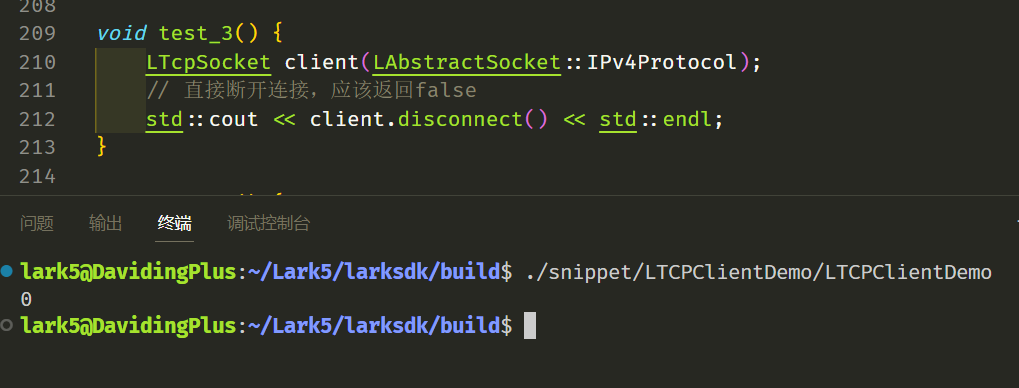 208
209 void test_3() {
210 LTcpSocket client(LAbstractSocket::IPv4Protocol);
211 // 直接断开连接，应该返回false
212 std::cout << client.disconnect() << std::endl;
213 }
214
问题 输出 终端 调试控制台
lark5@DavidingPlus:~/Lark5/larksdk/build$ ./snippet/LTCPClientDemo/LTCPClientDemo
0
lark5@DavidingPlus:~/Lark5/larksdk/build$